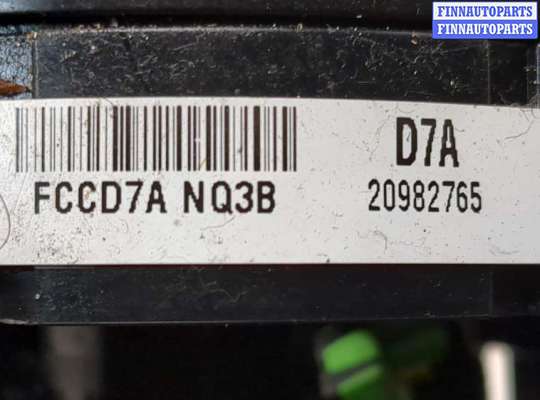 FINNAUTOPARTS
FINNAUTOPARTS
D7A
FCCD7A NQ3B
20982765